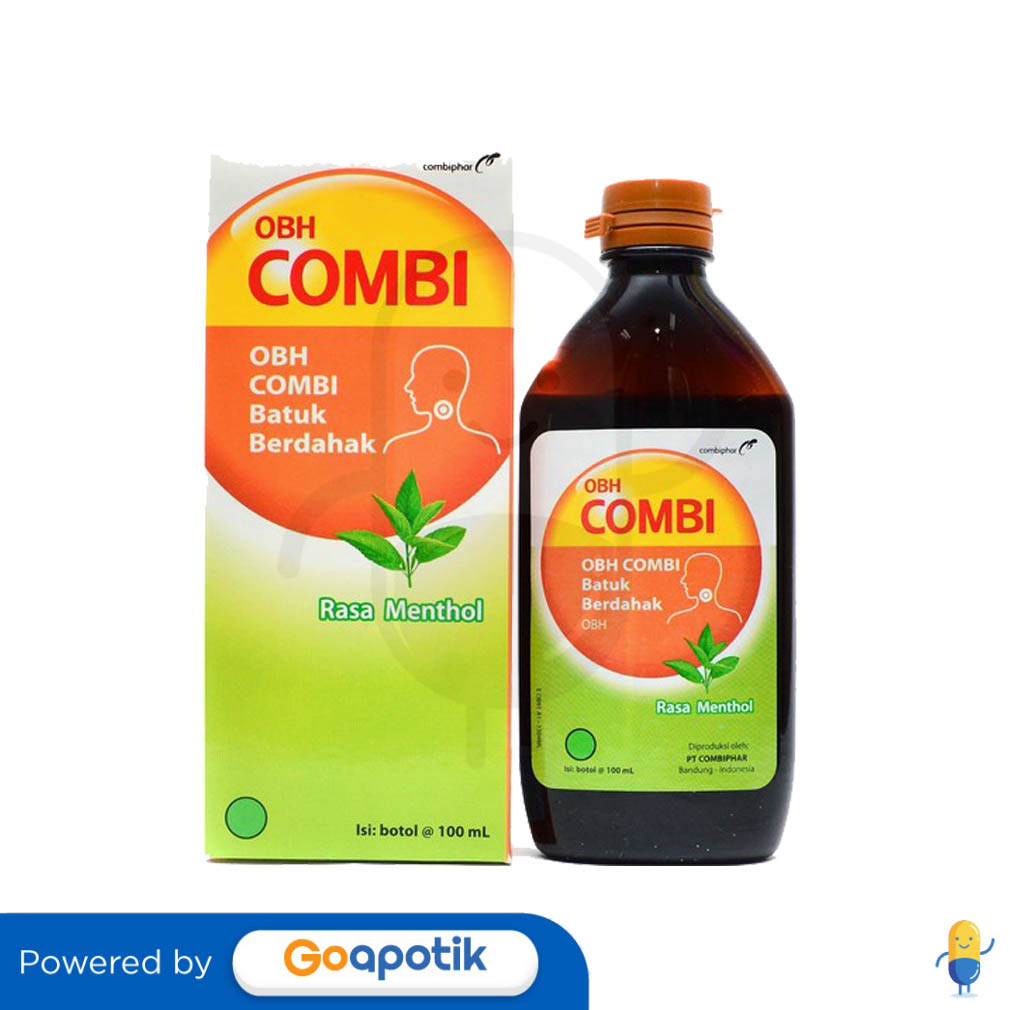 combiphar
OBH
COMBI
OBH
COMBI
Batuk
Berdahak
Rasa Menthol
Isi: botol @ 100 mL
combiphar
OBH
COMBI
OBH COMBI
Batuk
Berdahak
OBH
Rasa Menthol
Isi: botol @ 100 mL
Diproduksi oleh:
PT COMBIPHAR
Bandung - Indonesia
Powered by Goapotik